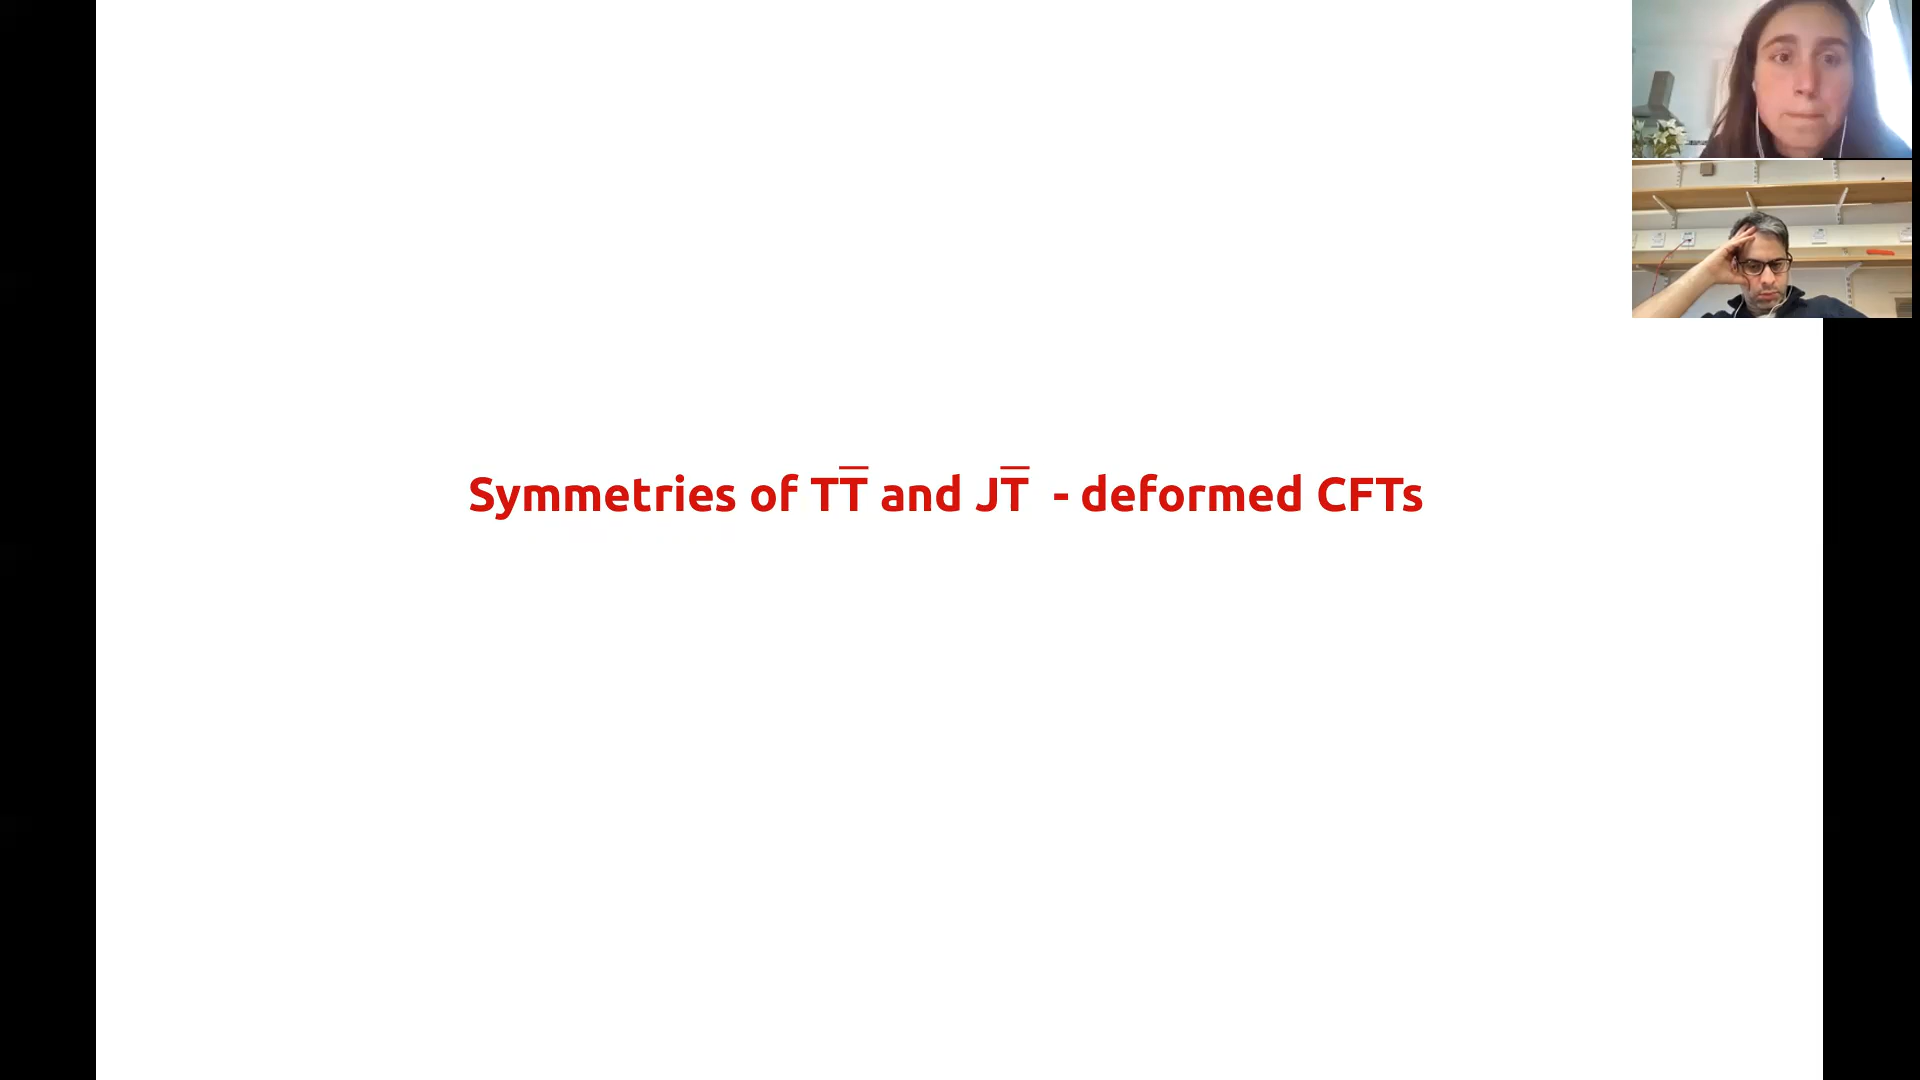 Symmetries of TT̅ and JT̅ - deformed CFTs